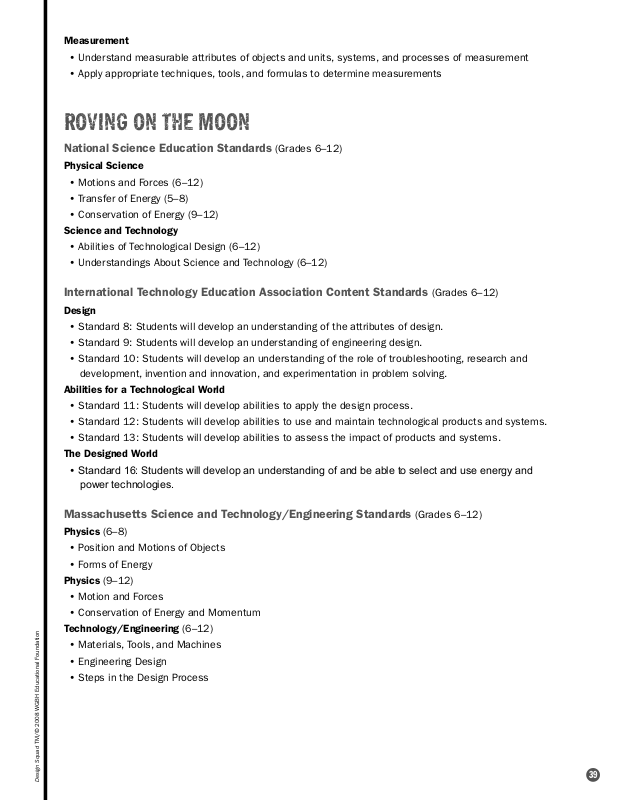 Measurement
• Understand measurable attributes of objects and units, systems, and processes of measurement
• Apply appropriate techniques, tools, and formulas to determine measurements
ROVING ON THE MOON
National Science Education Standards (Grades 6–12)
Physical Science
• Motions and Forces (6–12)
• Transfer of Energy (5–8)
• Conservation of Energy (9–12)
Science and Technology
• Abilities of Technological Design (6–12)
• Understandings About Science and Technology (6–12)
International Technology Education Association Content Standards (Grades 6–12)
Design
• Standard 8: Students will develop an understanding of the attributes of design.
• Standard 9: Students will develop an understanding of engineering design.
• Standard 10: Students will develop an understanding of the role of troubleshooting, research and
development, invention and innovation, and experimentation in problem solving.
Abilities for a Technological World
• Standard 11: Students will develop abilities to apply the design process.
• Standard 12: Students will develop abilities to use and maintain technological products and systems.
• Standard 13: Students will develop abilities to assess the impact of products and systems.
The Designed World
• Standard 16: Students will develop an understanding of and be able to select and use energy and
power technologies.
Massachusetts Science and Technology/Engineering Standards (Grades 6–12)
Physics (6–8)
• Position and Motions of Objects
• Forms of Energy
Physics (9–12)
• Motion and Forces
• Conservation of Energy and Momentum
Technology/Engineering (6–12)
• Materials, Tools, and Machines
• Engineering Design
• Steps in the Design Process
Design Squad TM/© 2008 WGBH Educational Foundation
39